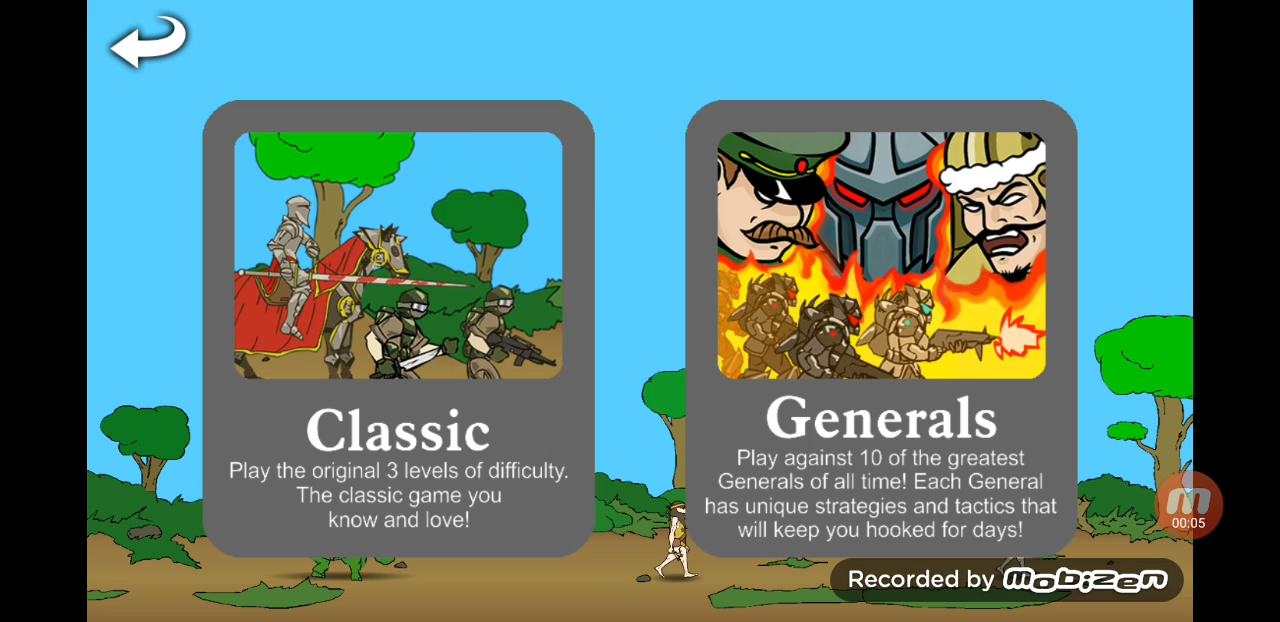 Classic
Play the original 3 levels of difficulty.
The classic game you
know and love!
Generals
Play against 10 of the greatest
Generals of all time! Each General
has unique strategies and tactics that
will keep you hooked for days!
00:05
Recorded by mobizen